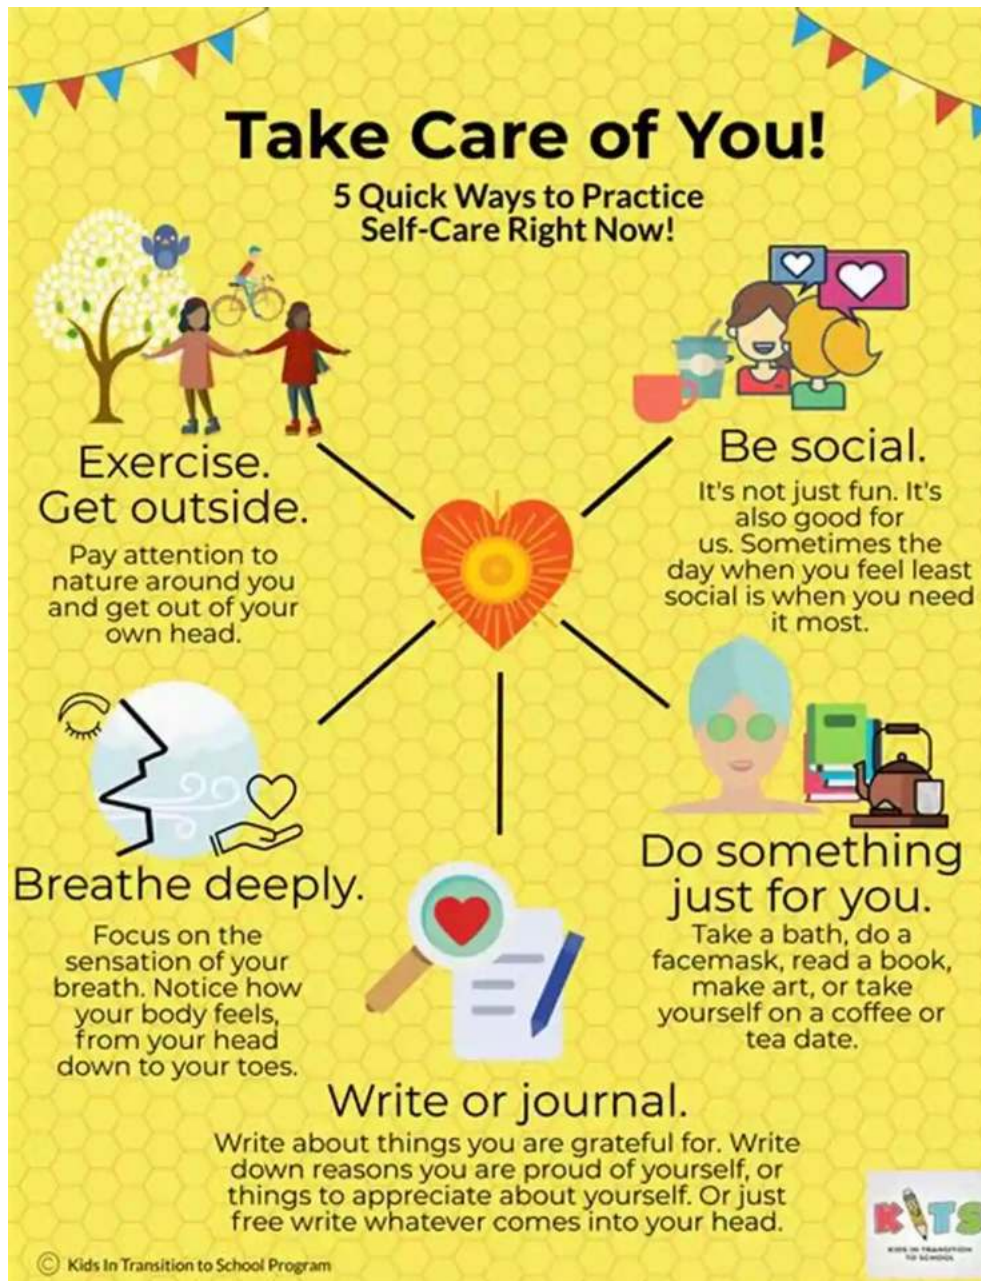 Take Care of You!
5 Quick Ways to Practice
Self-Care Right Now!
Exercise.
Get outside.
Pay attention to
nature around you
and get out of your
own head.
Be social.
It's not just fun. It's
also good for
us. Sometimes the
day when you feel least
social is when you need
it most.
Breathe deeply.
Focus on the
sensation of your
breath. Notice how
your body feels,
from your head
down to your toes.
Do something
just for you.
Take a bath, do a
facemask, read a book,
make art, or take
yourself on a coffee or
tea date.
Write or journal.
Write about things you are grateful for. Write
down reasons you are proud of yourself, or
things to appreciate about yourself. Or just
free write whatever comes into your head.
© Kids In Transition to School Program
KITS
KIDS IN TRANSITION
TO SCHOOL